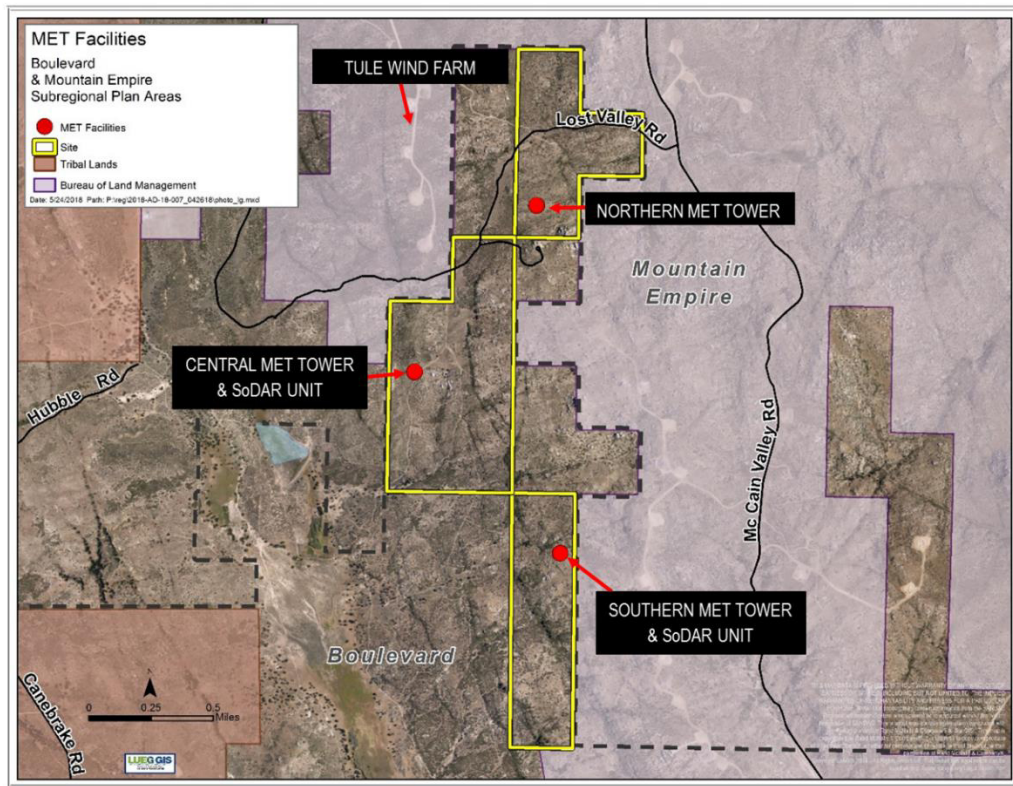 MET Facilities
Boulevard
& Mountain Empire
Subregional Plan Areas
MET Facilities
Site
Tribal Lands
Bureau of Land Management
Date: 5/24/2018 Path: P:\reg\2018-AD-18-007_042618\photo_lg.mxd
TULE WIND FARM
Lost Valley Rd
NORTHERN MET TOWER
Mountain
Empire
CENTRAL MET TOWER
& SoDAR UNIT
Hubble Rd
Mc Cain Valley Rd
SOUTHERN MET TOWER
& SoDAR UNIT
Boulevard
Canebrake Rd
0 0.25 0.5
Miles
LUEG GIS